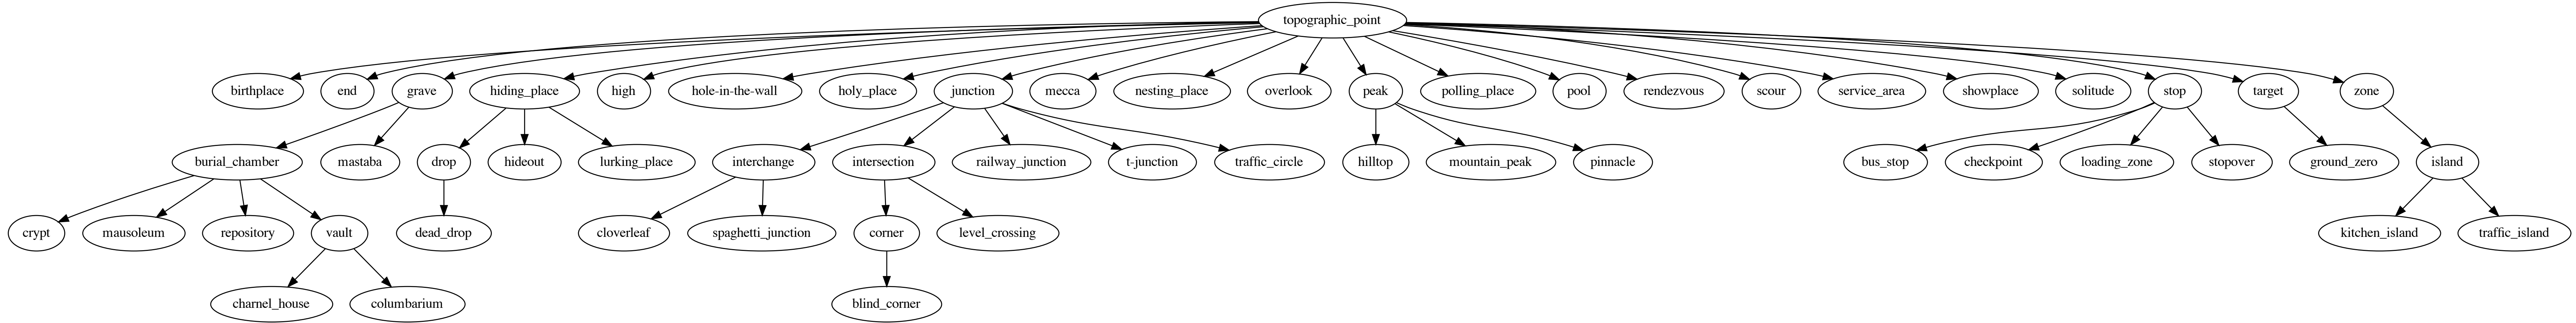 topographic_point
birthplace
end
grave
hiding_place
high
hole-in-the-wall
holy_place
junction
mecca
nesting_place
overlook
peak
polling_place
pool
rendezvous
scour
service_area
showplace
solitude
stop
target
zone
burial_chamber
mastaba
drop
hideout
lurking_place
interchange
intersection
railway_junction
t-junction
traffic_circle
hilltop
mountain_peak
pinnacle
bus_stop
checkpoint
loading_zone
stopover
ground_zero
island
crypt
mausoleum
repository
vault
dead_drop
cloverleaf
spaghetti_junction
corner
level_crossing
kitchen_island
traffic_island
charnel_house
columbarium
blind_corner